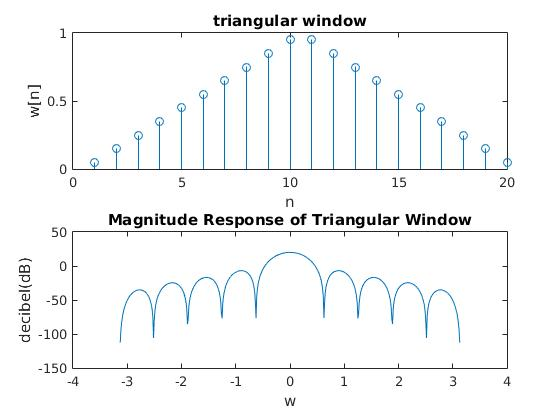 triangular window
1
0.5
0
w[n]
0 5 10 15 20
n
Magnitude Response of Triangular Window
50
0
-50
-100
-150
decibel(dB)
-4 -3 -2 -1 0 1 2 3 4
w